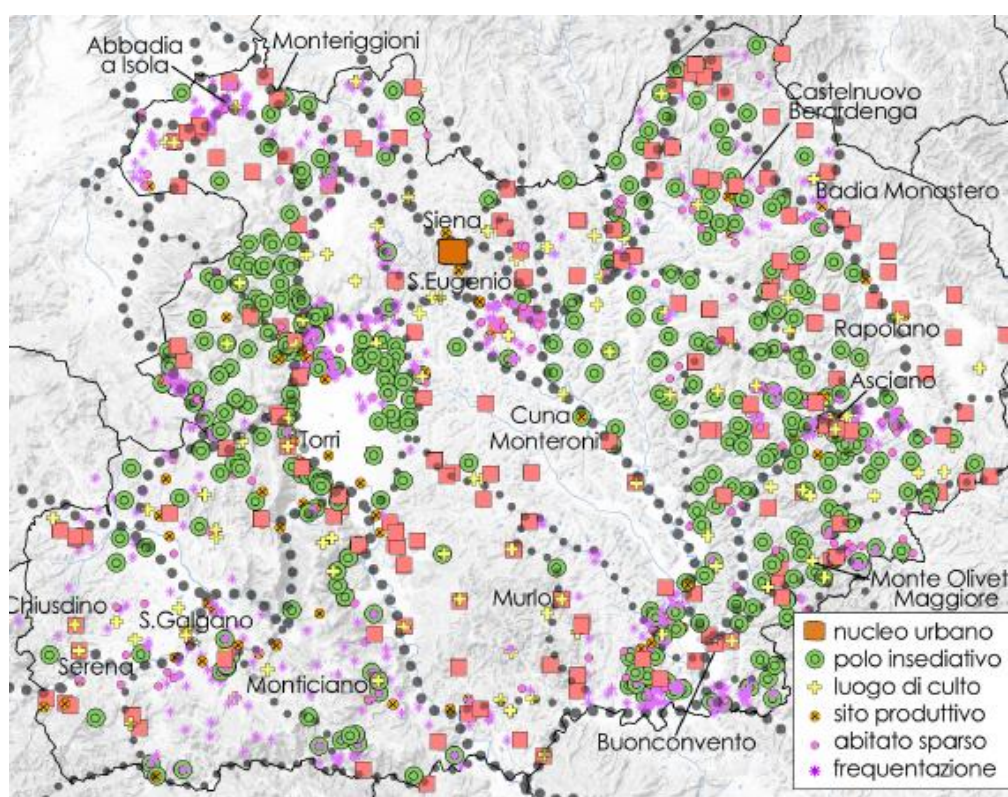 Abbadia
a Isola
Monteriggioni
Castelnuovo
Berardenga
Badia Monastero
Siena
S.Eugenio
Rapolano
Asciano
Cuna
Monteroni
Torri
Murlo
Monte Olivet
Maggiore
Chiusdino
S.Galgano
Serena
Monticiano
Buonconvento
nucleo urbano
polo insediativo
luogo di culto
sito produttivo
abitato sparso
frequentazione